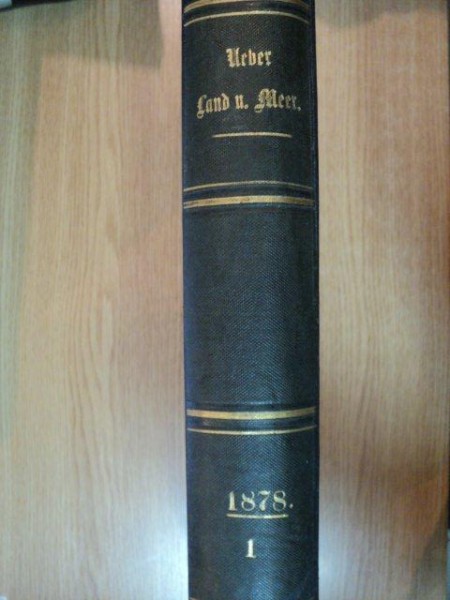 Ueber
Land u. Meer.
1878.
1